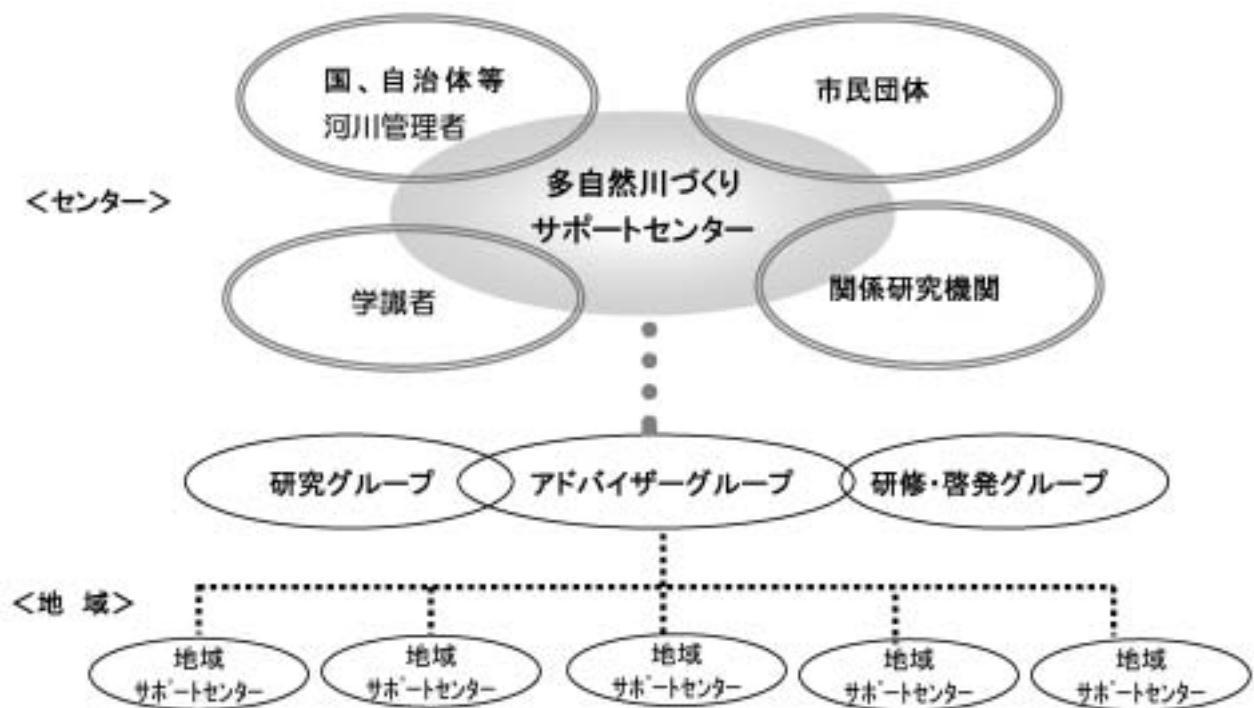 国、自治体等
河川管理者
市民団体
多自然川づくり
サポートセンター
<センター>
学識者
関係研究機関
研究グループ
アドバイザーグループ
研修・啓発グループ
<地 域>
地域
サポートセンター
地域
サポートセンター
地域
サポートセンター
地域
サポートセンター
地域
サポートセンター